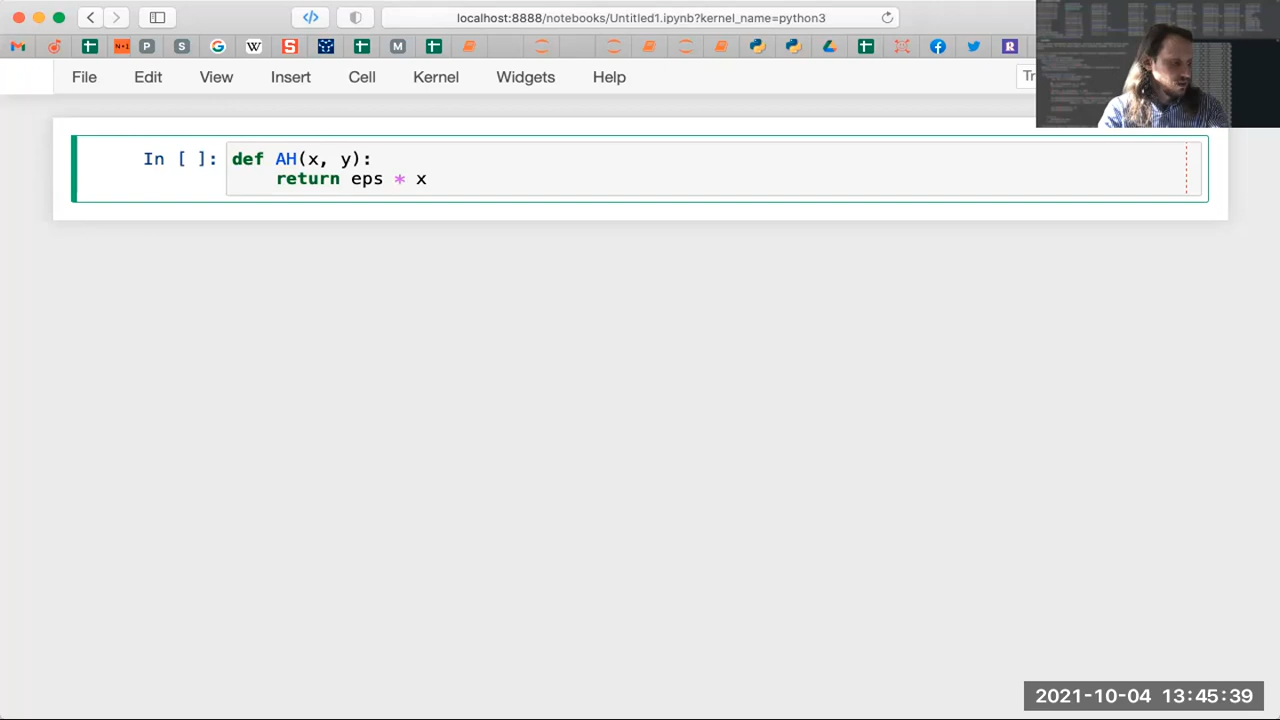 localhost:8888/notebooks/Untitled1.ipynb?kernel_name=python3
File Edit View Insert Cell Kernel Widgets Help
In [ ]:
def AH(x, y):
    return eps * x
2021-10-04 13:45:39